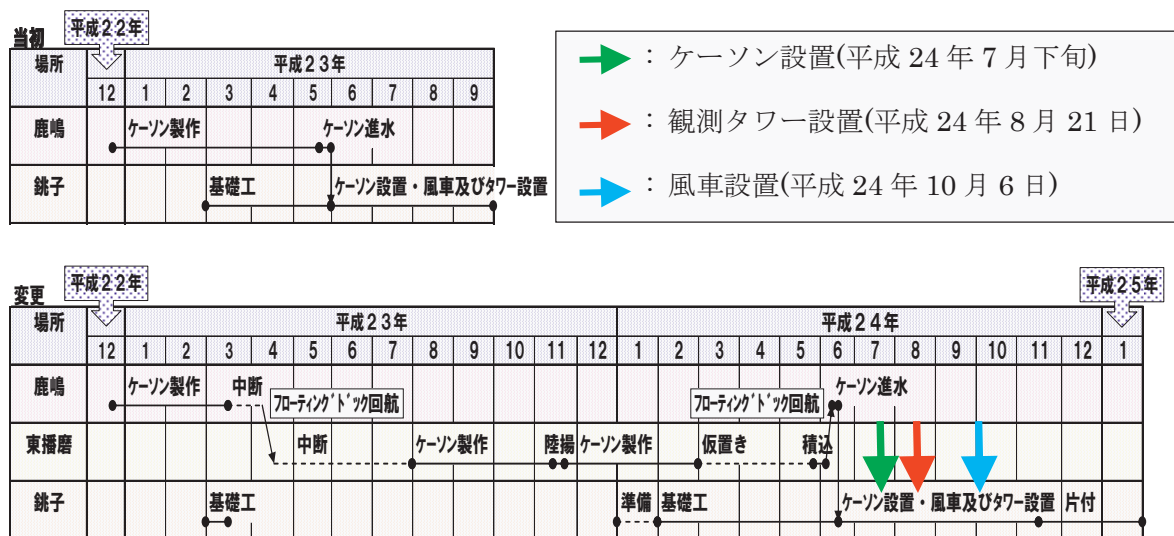 当初
平成22年
場所
平成23年
12 1 2 3 4 5 6 7 8 9
鹿嶋
ケーソン製作
ケーソン進水
銚子
基礎工
ケーソン設置・風車及びタワー設置
：ケーソン設置(平成 24 年 7 月下旬)
：観測タワー設置(平成 24 年 8 月 21 日)
：風車設置(平成 24 年 10 月 6 日)
変更
平成22年
平成25年
場所
平成23年
平成24年
12 1 2 3 4 5 6 7 8 9 10 11 12 1 2 3 4 5 6 7 8 9 10 11 12 1
鹿嶋
ケーソン製作
中断
フローティングドック回航
フローティングドック回航
ケーソン進水
東播磨
中断
ケーソン製作
陸揚
ケーソン製作
仮置き
積込
銚子
基礎工
準備
基礎工
ケーソン設置・風車及びタワー設置
片付